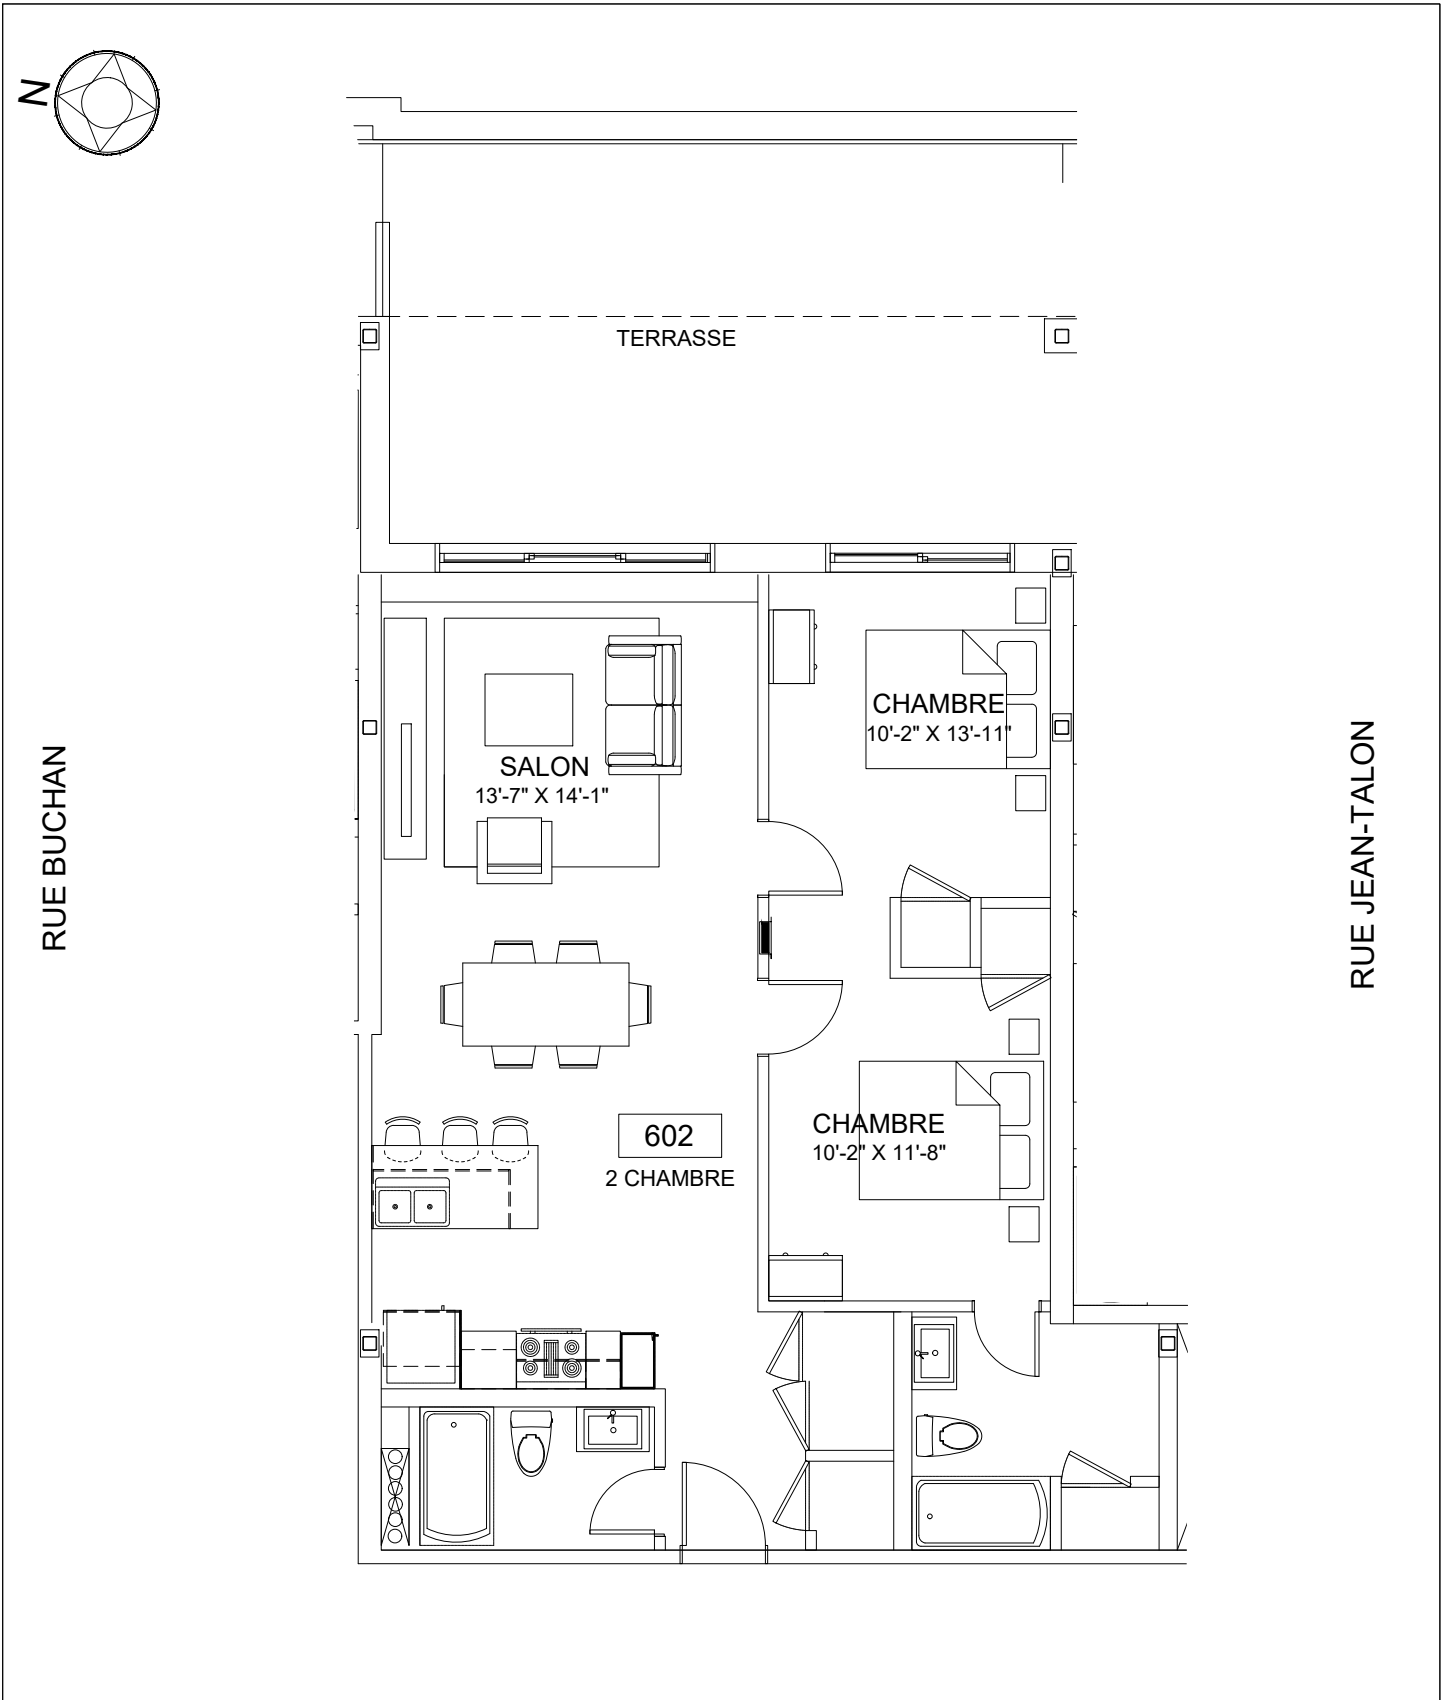 N
TERRASSE
CHAMBRE
10'-2" X 13'-11"
SALON
13'-7" X 14'-1"
RUE BUCHAN
RUE JEAN-TALON
602
2 CHAMBRE
CHAMBRE
10'-2" X 11'-8"